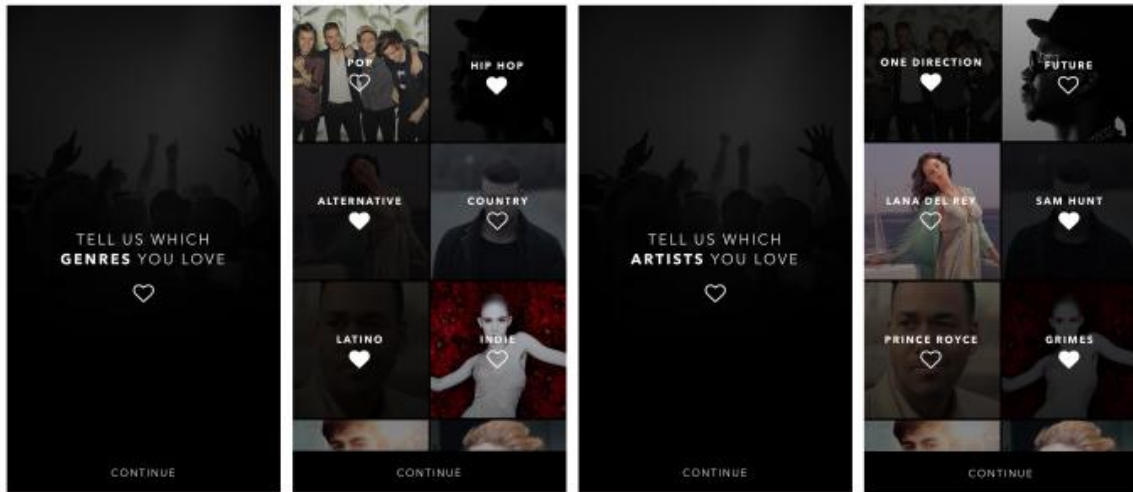 TELL US WHICH
GENRES YOU LOVE
CONTINUE
POP
HIP HOP
ALTERNATIVE
COUNTRY
LATINO
INDIE
CONTINUE
TELL US WHICH
ARTISTS YOU LOVE
CONTINUE
ONE DIRECTION
FUTURE
LANA DEL REY
SAM HUNT
PRINCE ROYCE
GRIMES
CONTINUE